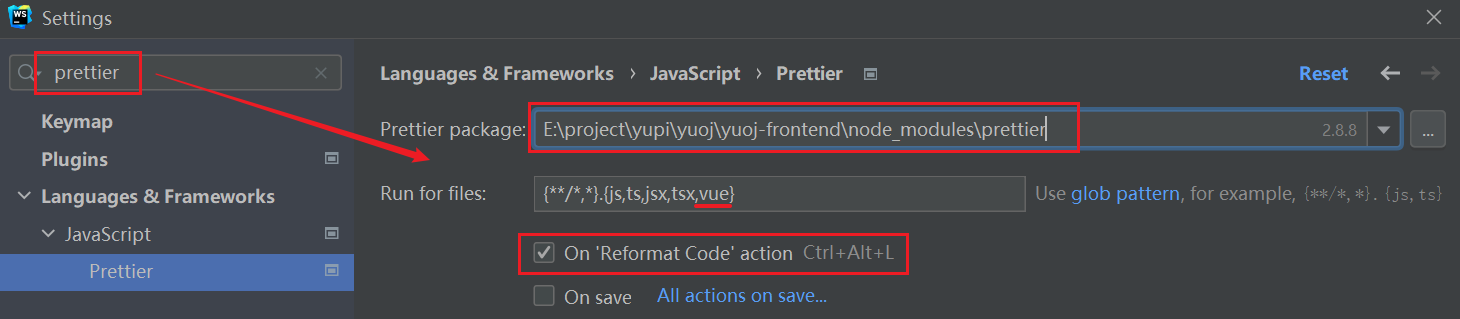 WS Settings
prettier
Keymap
Plugins
Languages & Frameworks
JavaScript
Prettier
Languages & Frameworks › JavaScript › Prettier
Reset
Prettier package: E:\project\yupi\yuoj\yuoj-frontend\node_modules\prettier 2.8.8 ...
Run for files: {**/*,*}.{js,ts,jsx,tsx,vue} Use glob pattern, for example, {**/*,*}.{js,ts}
On 'Reformat Code' action Ctrl+Alt+L
On save All actions on save...